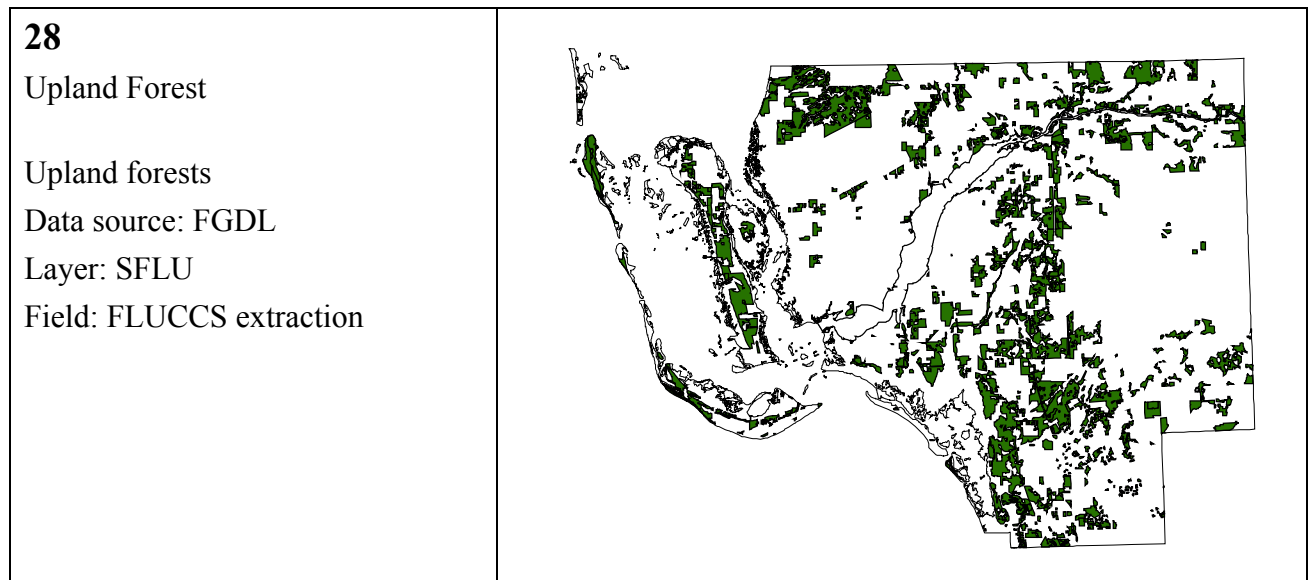 28
Upland Forest
Upland forests
Data source: FGDL
Layer: SFLU
Field: FLUCCS extraction